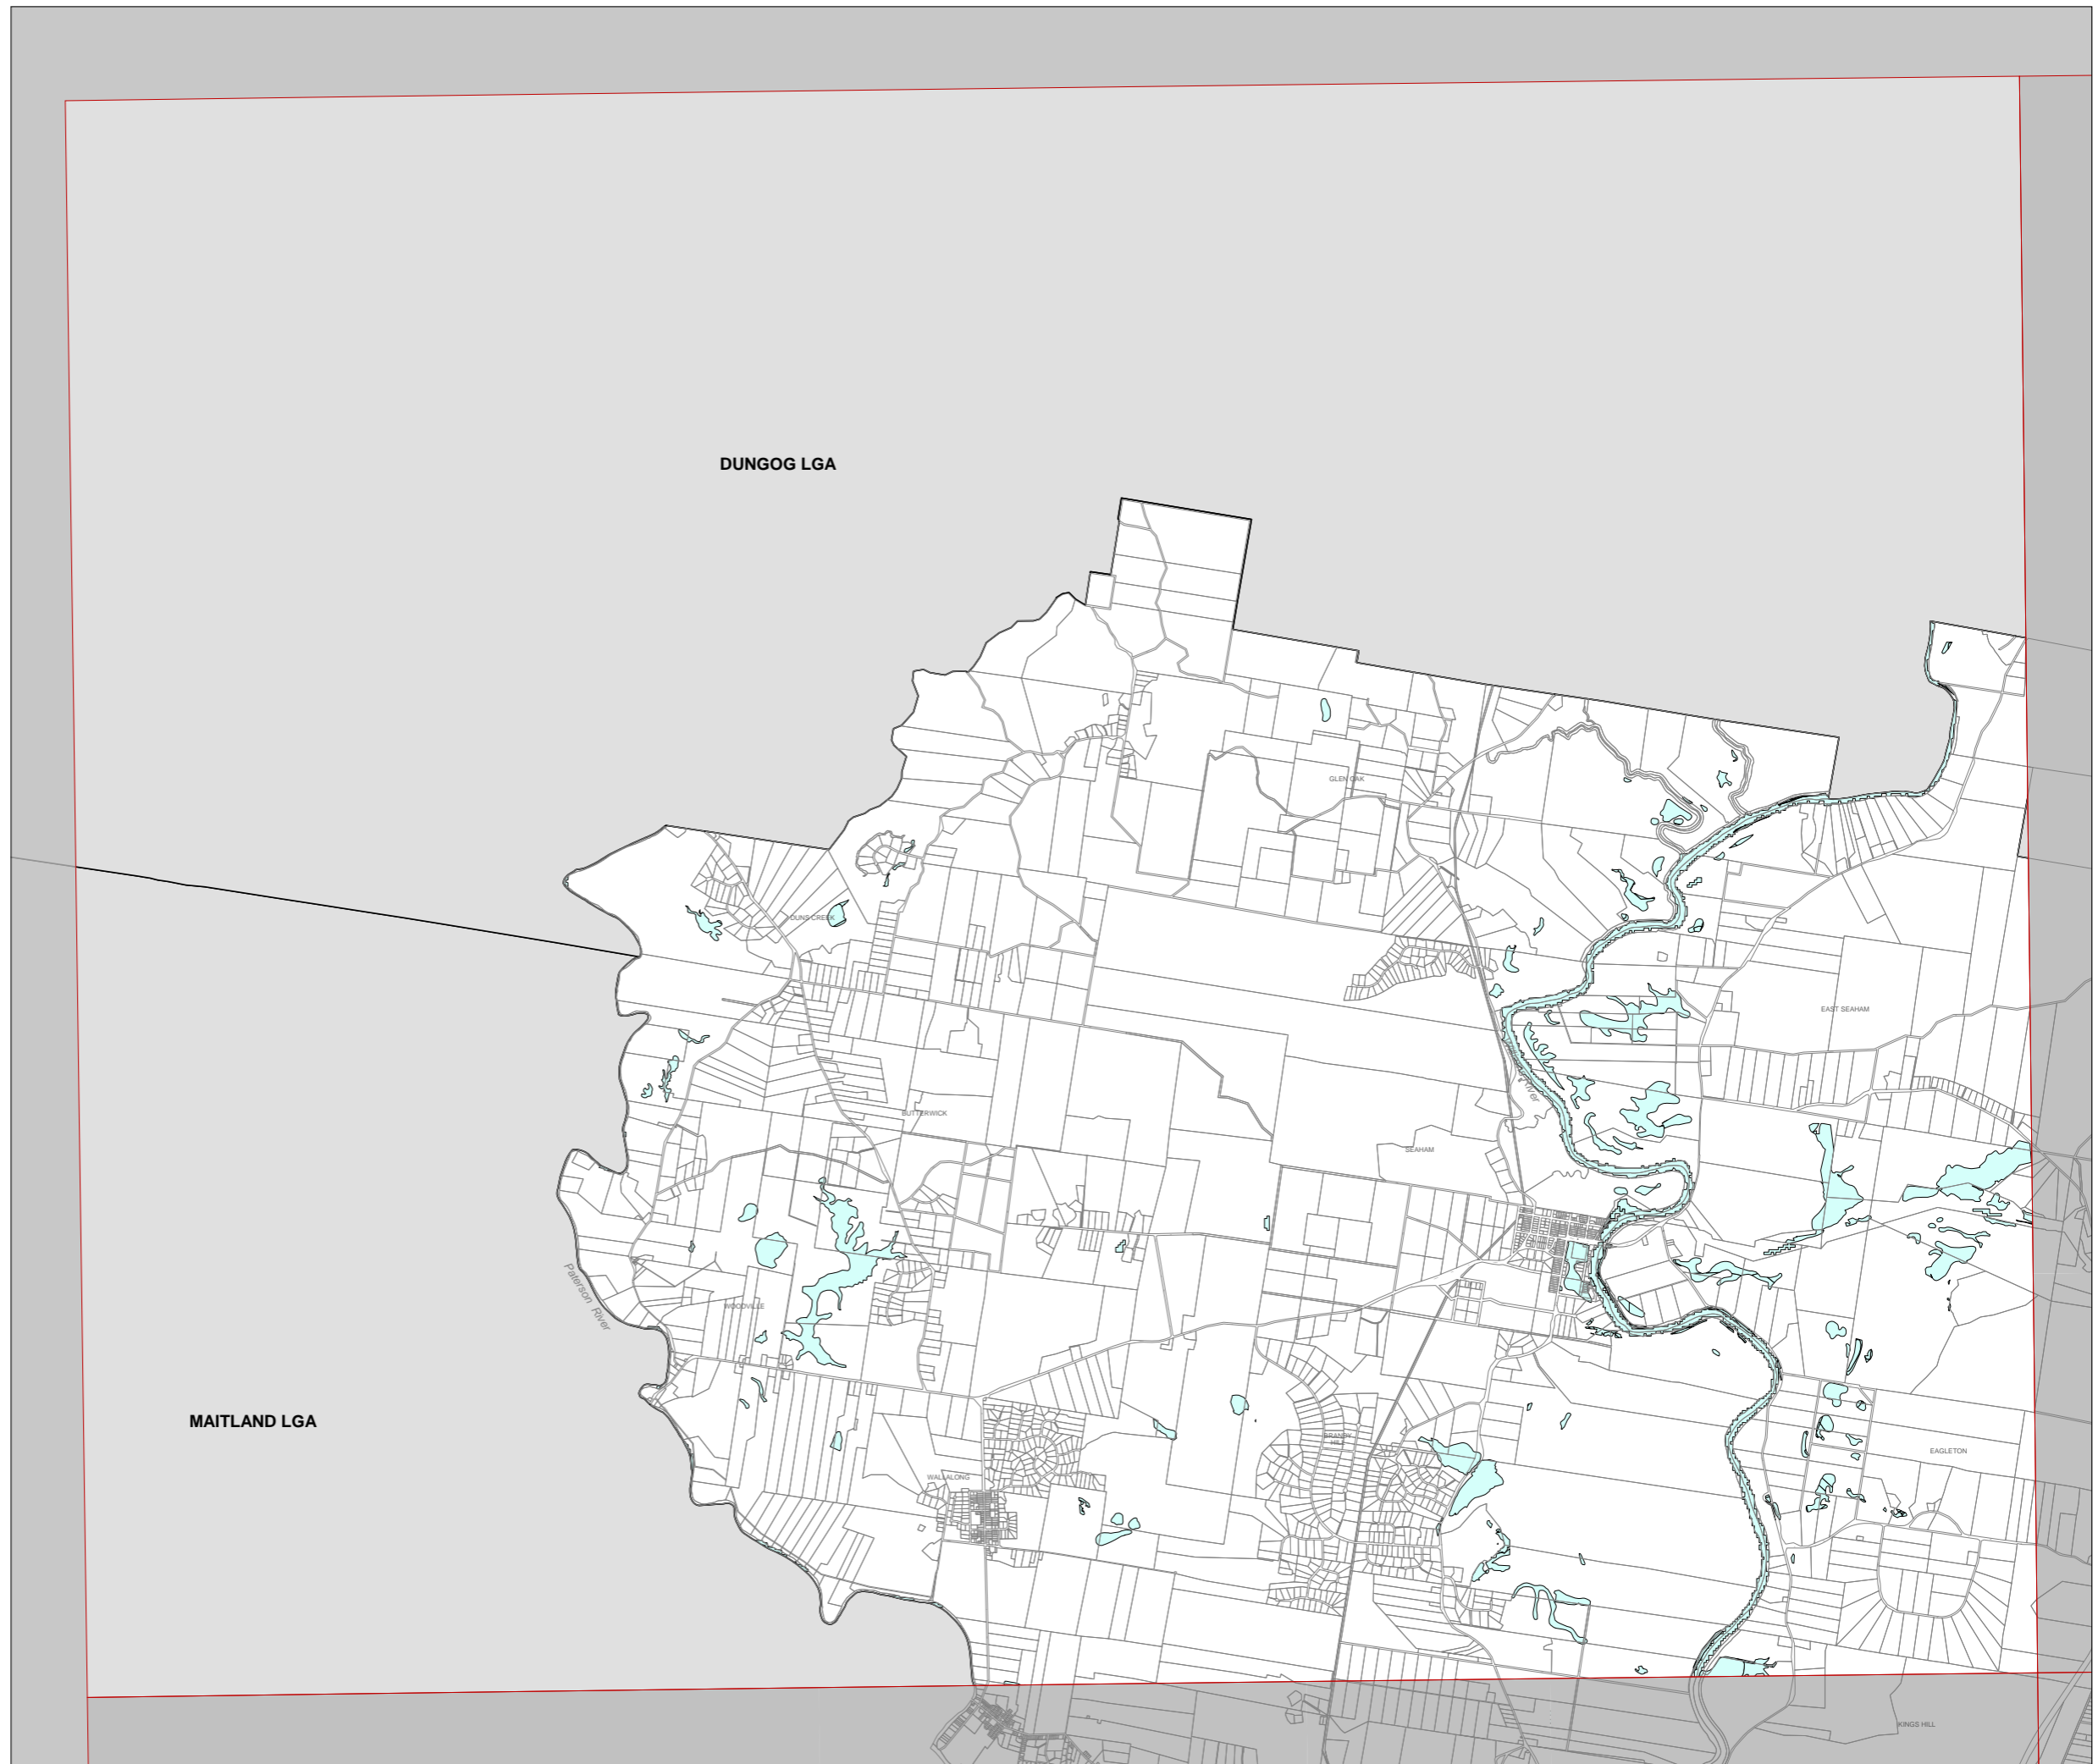 DUNGOG LGA
GLEN OAK
DUNS CREEK
EAST SEAHAM
River
BUTTERWICK
SEAHAM
Paterson River
WOODVILLE
MAITLAND LGA
BRANDY
HILL
EAGLETON
WALLALONG
KINGS HILL